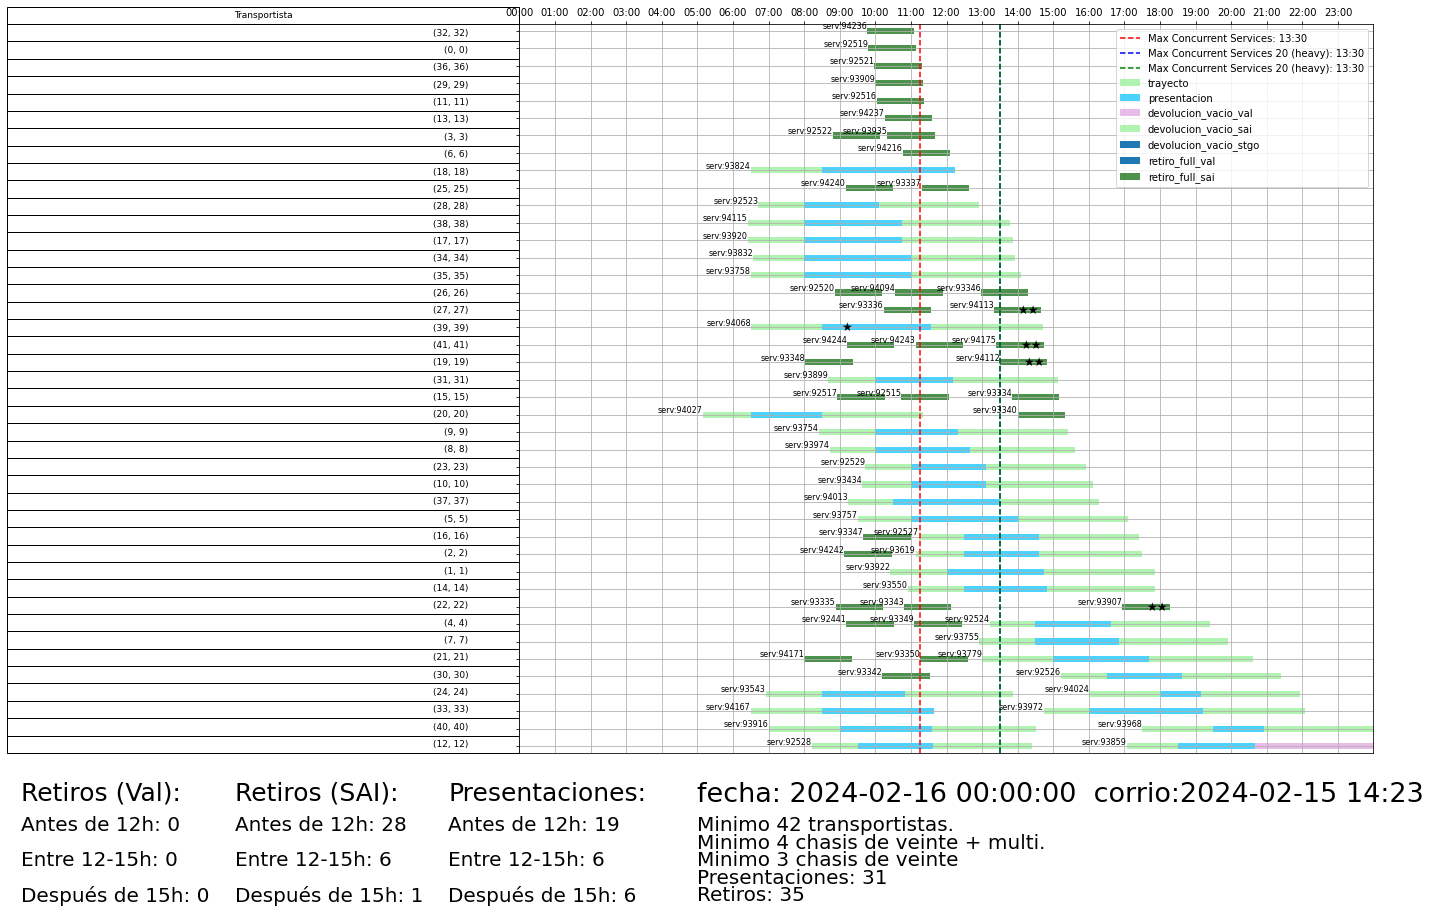 Transportista
00:00 01:00 02:00 03:00 04:00 05:00 06:00 07:00 08:00 09:00 10:00 11:00 12:00 13:00 14:00 15:00 16:00 17:00 18:00 19:00 20:00 21:00 22:00 23:00
Max Concurrent Services: 13:30
Max Concurrent Services 20 (heavy): 13:30
Max Concurrent Services 20 (heavy): 13:30
trayecto
presentacion
devolucion_vacio_val
devolucion_vacio_sai
devolucion_vacio_stgo
retiro_full_val
retiro_full_sai
(32, 32) serv:94236
(0, 0) serv:92519
(36, 36) serv:92521
(29, 29) serv:93909
(11, 11) serv:92516
(13, 13) serv:94237
(3, 3) serv:92522 serv:93935
(6, 6) serv:94216
(18, 18) serv:93824
(25, 25) serv:94240 serv:93337
(28, 28) serv:92523
(38, 38) serv:94115
(17, 17) serv:93920
(34, 34) serv:93832
(35, 35) serv:93758
(26, 26) serv:92520 serv:94094 serv:93346
(27, 27) serv:93336 serv:94113
(39, 39) serv:94068
(41, 41) serv:94244 serv:94243 serv:94175
(19, 19) serv:93348 serv:94112
(31, 31) serv:93899
(15, 15) serv:92517 serv:92515 serv:93334
(20, 20) serv:94027 serv:93340
(9, 9) serv:93754
(8, 8) serv:93974
(23, 23) serv:92529
(10, 10) serv:93434
(37, 37) serv:94013
(5, 5) serv:93757
(16, 16) serv:93347 serv:92527
(2, 2) serv:94242 serv:93619
(1, 1) serv:93922
(14, 14) serv:93550
(22, 22) serv:93335 serv:93343 serv:93907
(4, 4) serv:92441 serv:93349 serv:92524
(7, 7) serv:93755
(21, 21) serv:94171 serv:93350 serv:93779
(30, 30) serv:93342 serv:92526
(24, 24) serv:93543 serv:94024
(33, 33) serv:94167 serv:93972
(40, 40) serv:93916 serv:93968
(12, 12) serv:92528 serv:93859
Retiros (Val):
Antes de 12h: 0
Entre 12-15h: 0
Después de 15h: 0
Retiros (SAI):
Antes de 12h: 28
Entre 12-15h: 6
Después de 15h: 1
Presentaciones:
Antes de 12h: 19
Entre 12-15h: 6
Después de 15h: 6
fecha: 2024-02-16 00:00:00 corrio:2024-02-15 14:23
Minimo 42 transportistas.
Minimo 4 chasis de veinte + multi.
Minimo 3 chasis de veinte
Presentaciones: 31
Retiros: 35